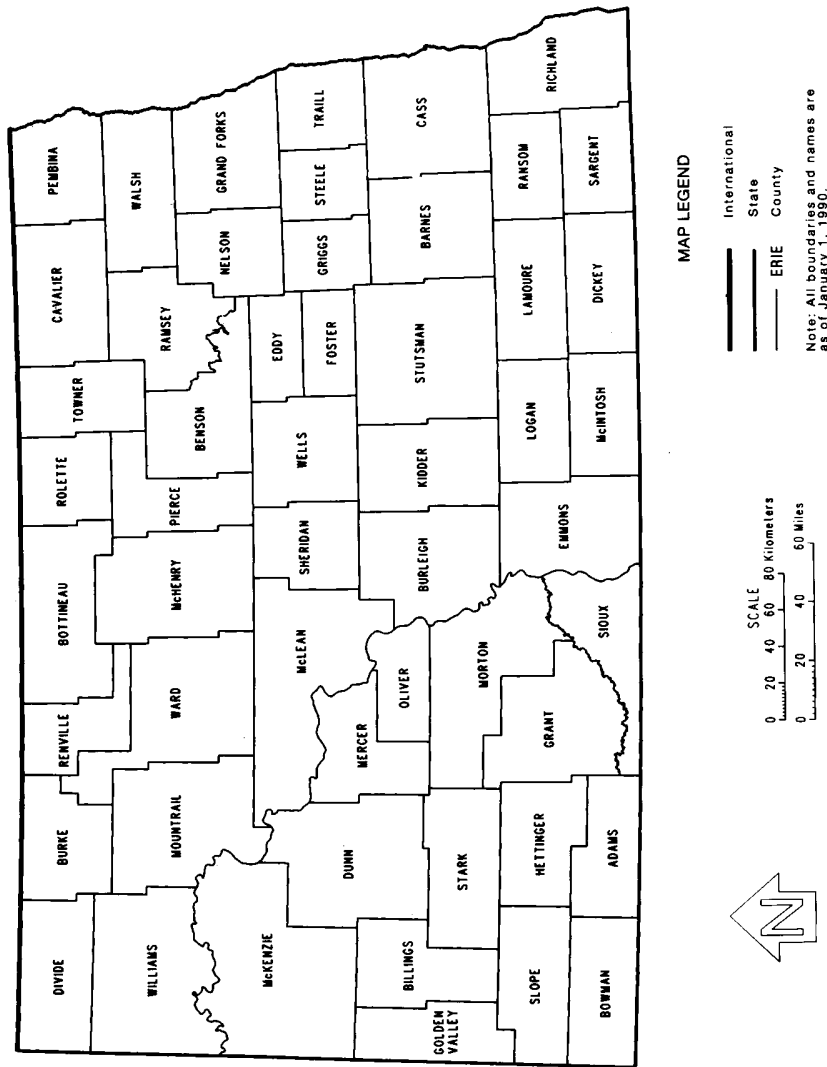 DIVIDE
BURKE
RENVILLE
BOTTINEAU
ROLETTE
TOWNER
CAVALIER
PEMBINA
WILLIAMS
MOUNTRAIL
WARD
McHENRY
PIERCE
BENSON
RAMSEY
WALSH
NELSON
GRAND FORKS
McKENZIE
DUNN
McLEAN
MERCER
OLIVER
SHERIDAN
WELLS
EDDY
FOSTER
GRIGGS
STEELE
TRAILL
GOLDEN
VALLEY
BILLINGS
STARK
MORTON
BURLEIGH
KIDDER
STUTSMAN
BARNES
CASS
SLOPE
HETTINGER
GRANT
BOWMAN
ADAMS
SIOUX
EMMONS
LOGAN
McINTOSH
LAMOURE
DICKEY
RANSOM
SARGENT
RICHLAND
N
SCALE
0 20 40 60 80 Kilometers
0 20 40 60 Miles
MAP LEGEND
International
State
ERIE County
Note: All boundaries and names are
as of January 1, 1990.